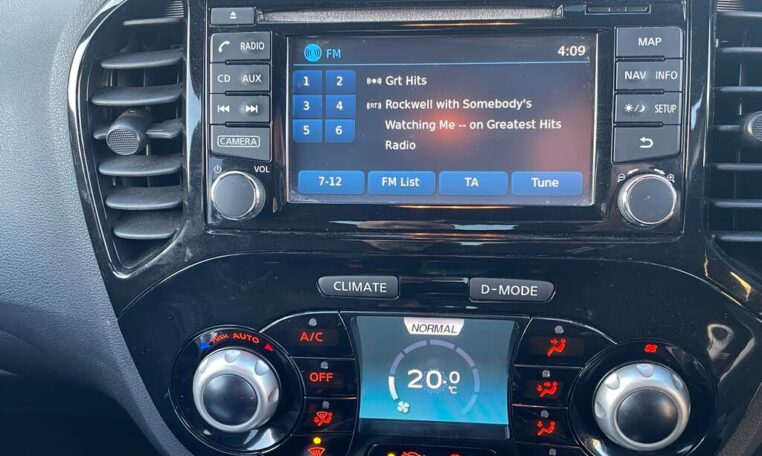 RADIO
FM
4:09
MAP
CD AUX
1 2
Grt Hits
NAV INFO
3 4
RTB Rockwell with Somebody's
SETUP
5 6
Watching Me -- on Greatest Hits
CAMERA
Radio
VOL
7-12
FM List
TA
Tune
CLIMATE
D-MODE
NORMAL
PUSH AUTO
A/C
OFF
20.0
°C